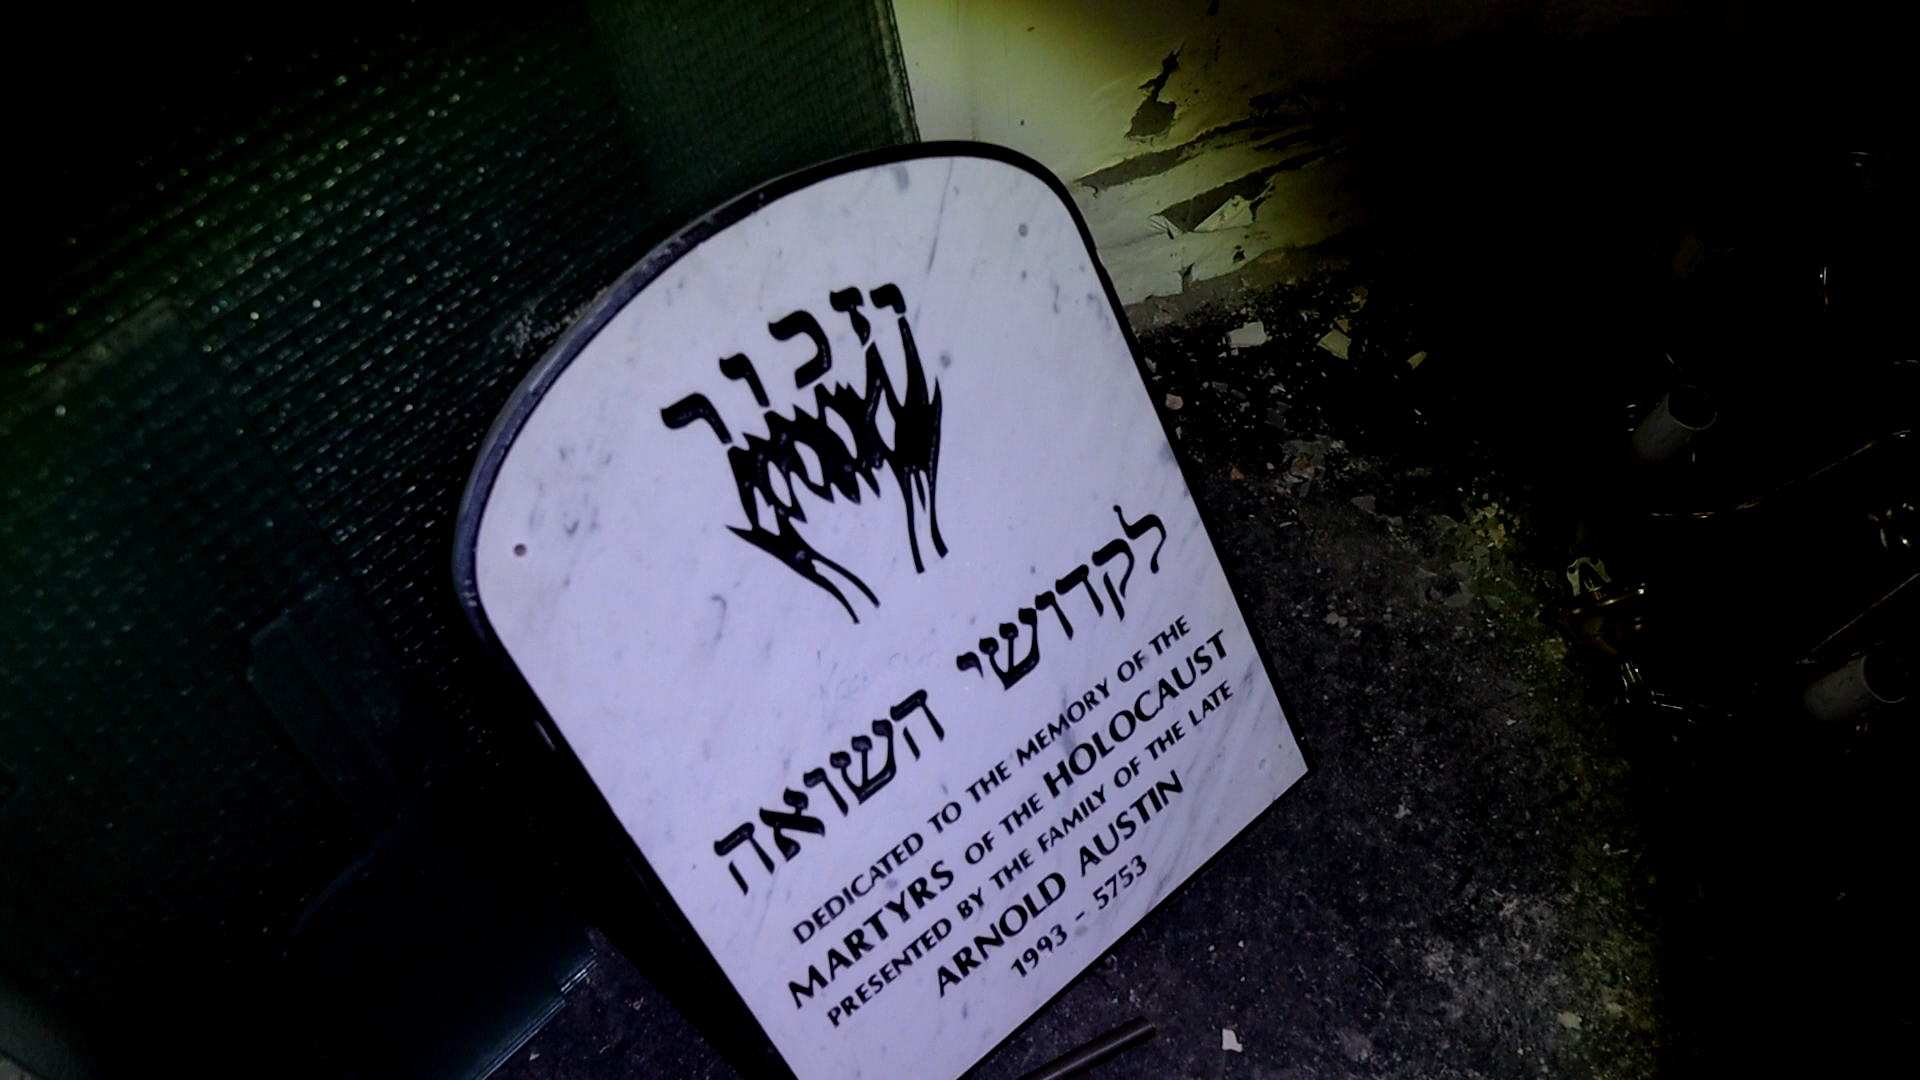 יזכור
לקדושי השואה
DEDICATED TO THE MEMORY OF THE
MARTYRS OF THE HOLOCAUST
PRESENTED BY THE FAMILY OF THE LATE
ARNOLD AUSTIN
1993 - 5753